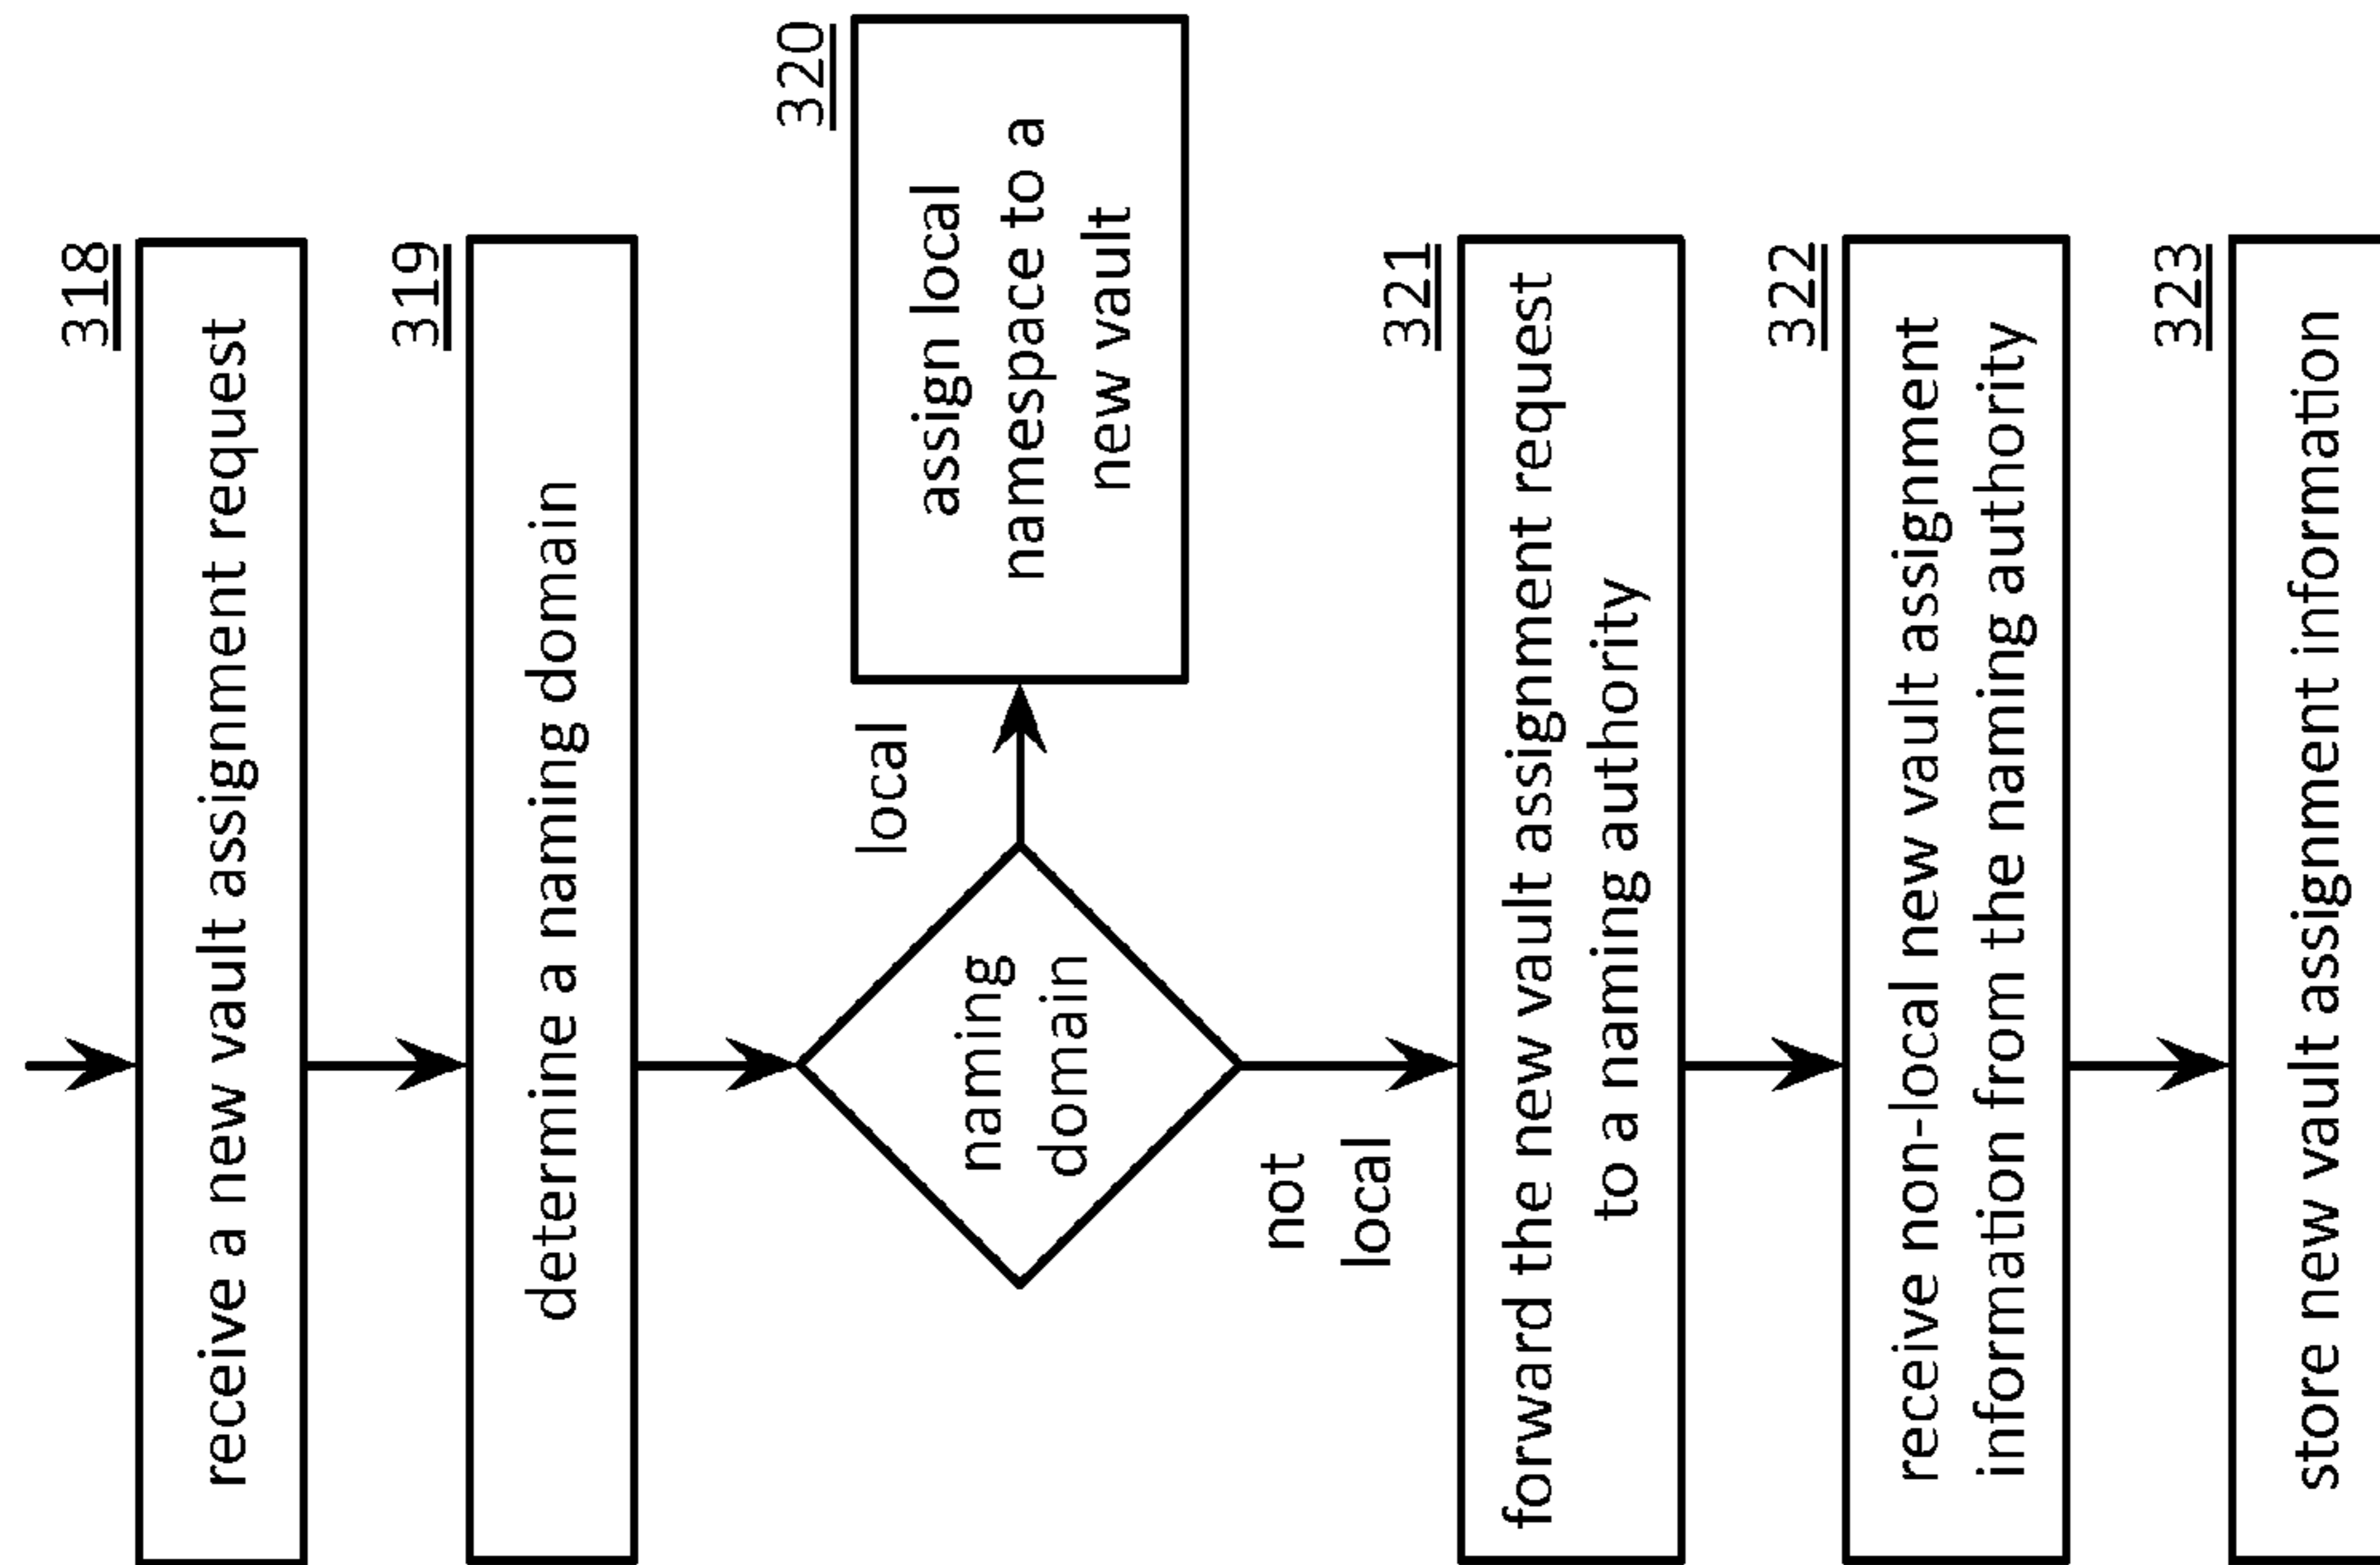 318
receive a new vault assignment request
319
determine a naming domain
naming
domain
local
320
assign local
namespace to a
new vault
not
local
321
forward the new vault assignment request
to a naming authority
322
receive non-local new vault assignment
information from the naming authority
323
store new vault assignment information